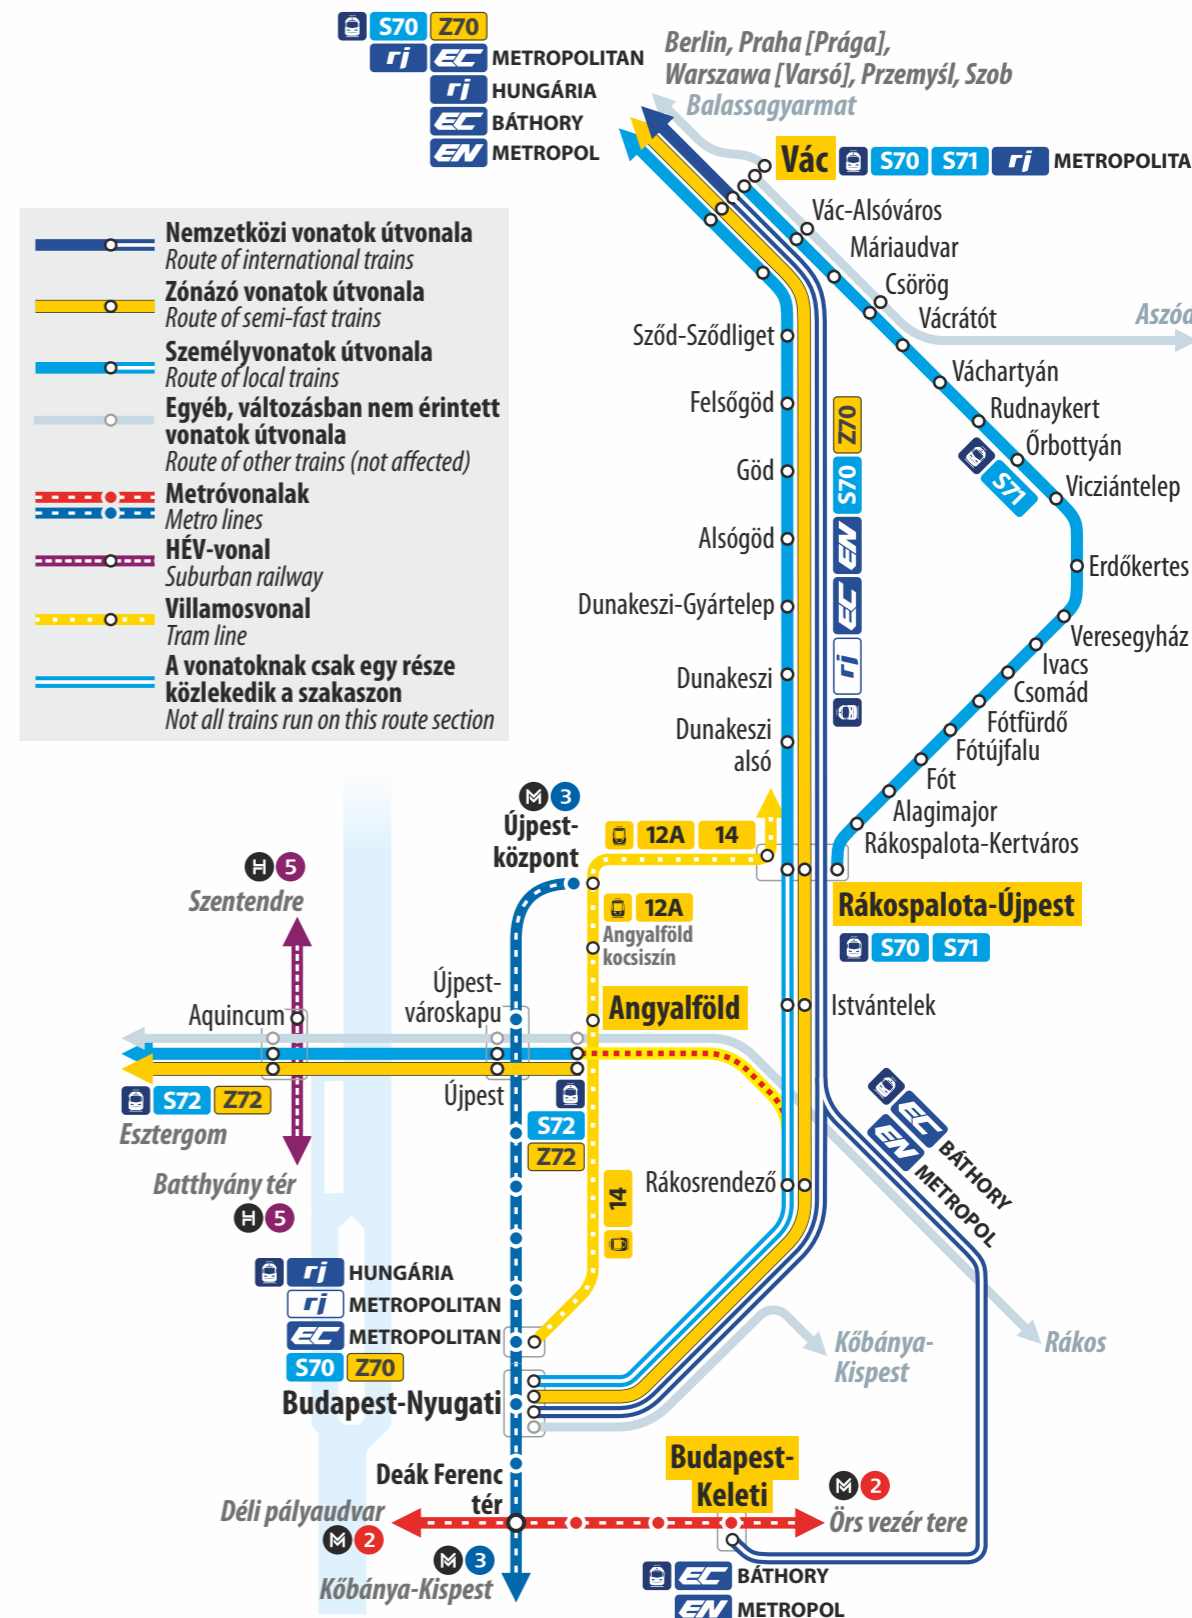 S70 Z70
rj EC METROPOLITAN
rj HUNGÁRIA
EC BÁTHORY
EN METROPOL
Berlin, Praha [Prága],
Warszawa [Varsó], Przemyśl, Szob
Balassagyarmat
Vác S70 S71 rj METROPOLITA
Nemzetközi vonatok útvonala
Route of international trains
Zónázó vonatok útvonala
Route of semi-fast trains
Személyvonatok útvonala
Route of local trains
Egyéb, változásban nem érintett
vonatok útvonala
Route of other trains (not affected)
Metróvonalak
Metro lines
HÉV-vonal
Suburban railway
Villamosvonal
Tram line
A vonatoknak csak egy része
közlekedik a szakaszon
Not all trains run on this route section
Vác-Alsóváros
Máriaudvar
Csörög
Vácrátót
Aszód
Váchartyán
Rudnaykert
Őrbottyán
Vicziántelep
S71
Erdőkertes
Veresegyház
Ivacs
Csomád
Fótfürdő
Fótújfalu
Fót
Alagimajor
Rákospalota-Kertváros
Sződ-Sződliget
Felsőgöd
Göd
Alsógöd
Dunakeszi-Gyártelep
Dunakeszi
Dunakeszi
alsó
rj EC EN S70 Z70
M 3
Újpest-
központ
12A 14
12A
Angyalföld
kocsiszín
Rákospalota-Újpest
S70 S71
H 5
Szentendre
Aquincum
Újpest-
városkapu
Angyalföld
Istvántelek
Újpest
S72 Z72
Esztergom
S72
Z72
Batthyány tér
H 5
14
Rákosrendező
EC BÁTHORY
EN METROPOL
rj HUNGÁRIA
rj METROPOLITAN
EC METROPOLITAN
S70 Z70
Budapest-Nyugati
Kőbánya-
Kispest
Rákos
Deák Ferenc
tér
Budapest-
Keleti
Déli pályaudvar
M 2
M 2
Örs vezér tere
M 3
Kőbánya-Kispest
EC BÁTHORY
EN METROPOL